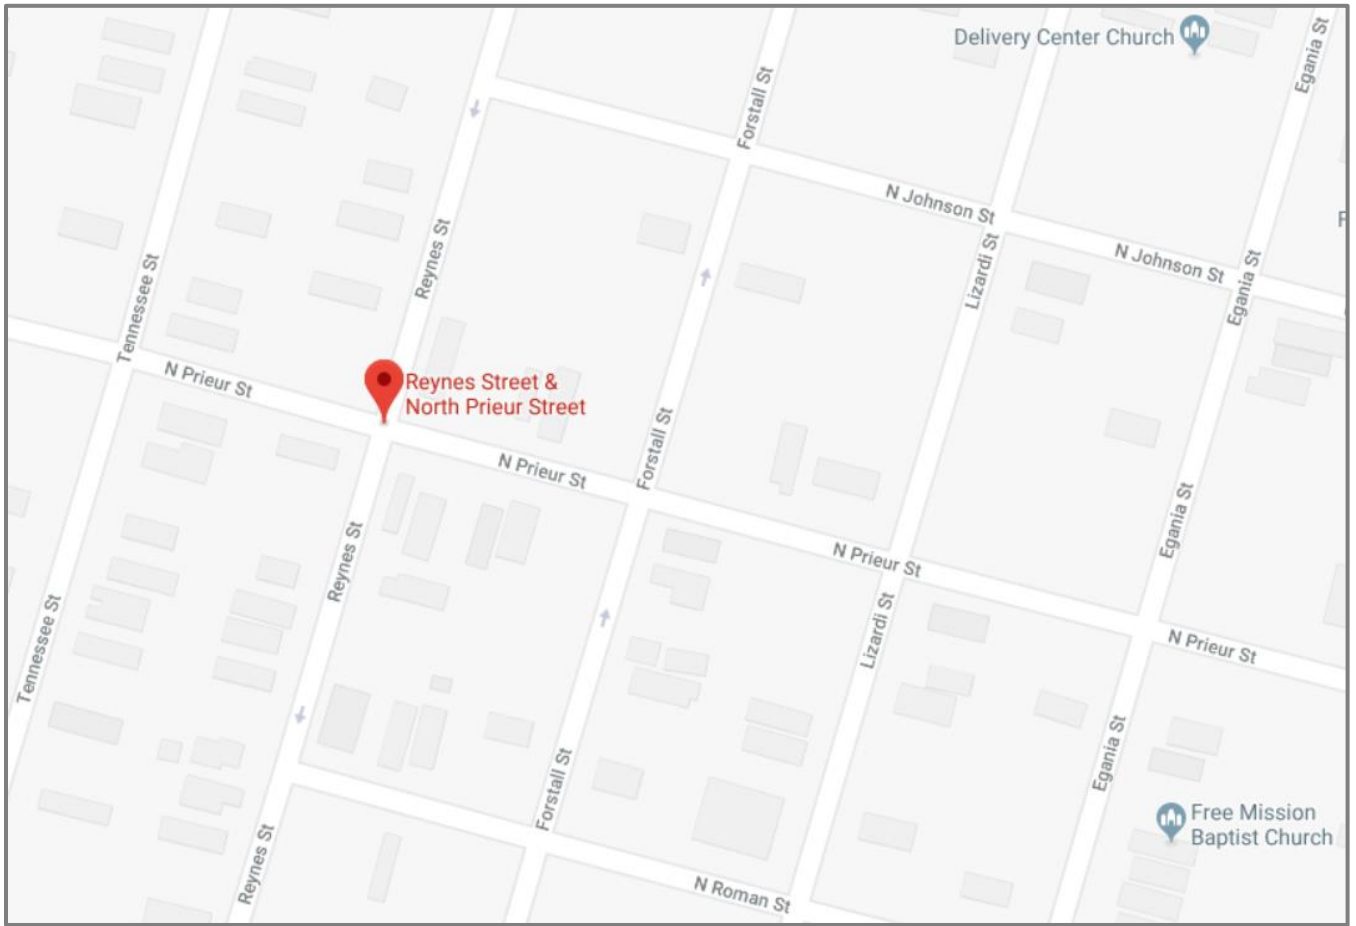 Delivery Center Church
Egania St
Forstall St
N Johnson St
Reynes St
Lizardi St
N Johnson St
Egania St
Tennessee St
N Prieur St
Reynes Street &
North Prieur Street
Forstall St
N Prieur St
Egania St
N Prieur St
Reynes St
Lizardi St
N Prieur St
Tennessee St
Egania St
Forstall St
Free Mission
Baptist Church
Reynes St
N Roman St